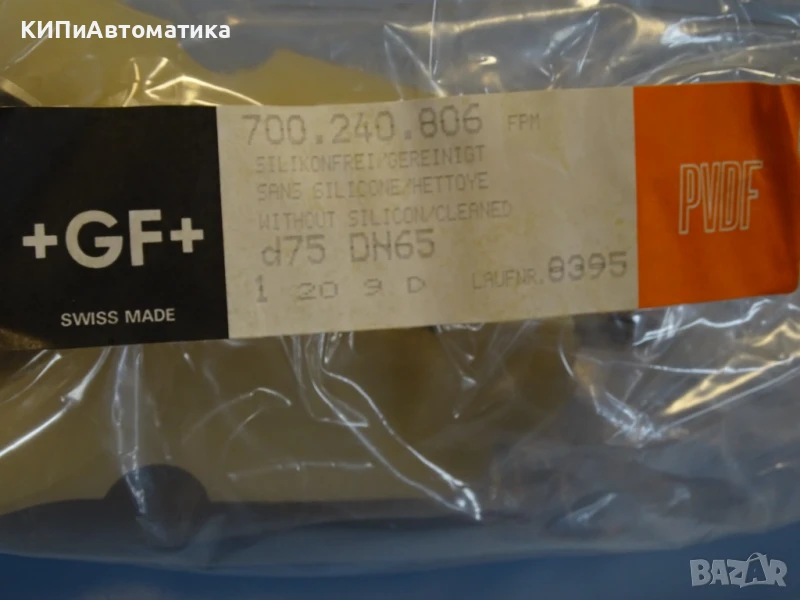 КИПиАвтоматика
700.240.806 FPM
SILIKONFREI/GEREINIGT
SANS SILICONE/NETTOYE
WITHOUT SILICON/CLEANED
d75 DN65
1 20 9 D LAUFNR. 8395
+GF+
SWISS MADE
PVDF
BAZAR